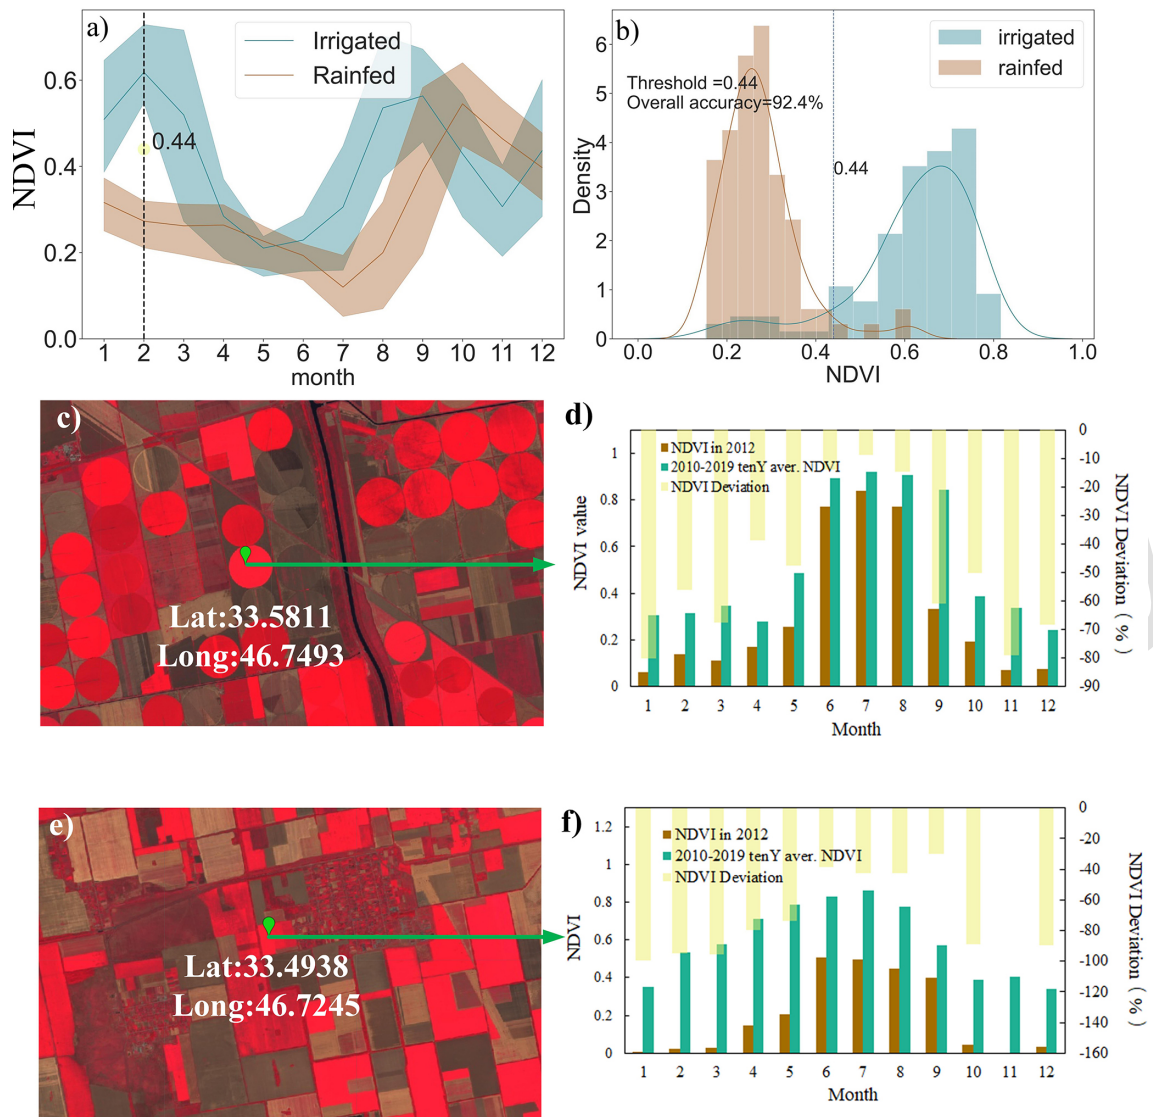 a)
Irrigated
Rainfed
0.6
0.4
0.2
0.0
NDVI
0.44
1 2 3 4 5 6 7 8 9 10 11 12
month
b)
irrigated
rainfed
Threshold =0.44
Overall accuracy=92.4%
0.44
6
5
4
3
2
1
0
Density
0.0 0.2 0.4 0.6 0.8 1.0
NDVI
c)
Lat:33.5811
Long:46.7493
d)
NDVI in 2012
2010-2019 tenY aver. NDVI
NDVI Deviation
1
0.8
0.6
0.4
0.2
0
NDVI value
0
-10
-20
-30
-40
-50
-60
-70
-80
-90
NDVI Deviation (%)
1 2 3 4 5 6 7 8 9 10 11 12
Month
e)
Lat:33.4938
Long:46.7245
f)
NDVI in 2012
2010-2019 tenY aver. NDVI
NDVI Deviation
1.2
1
0.8
0.6
0.4
0.2
0
NDVI
0
-20
-40
-60
-80
-100
-120
-140
-160
NDVI Deviation (%)
1 2 3 4 5 6 7 8 9 10 11 12
Month